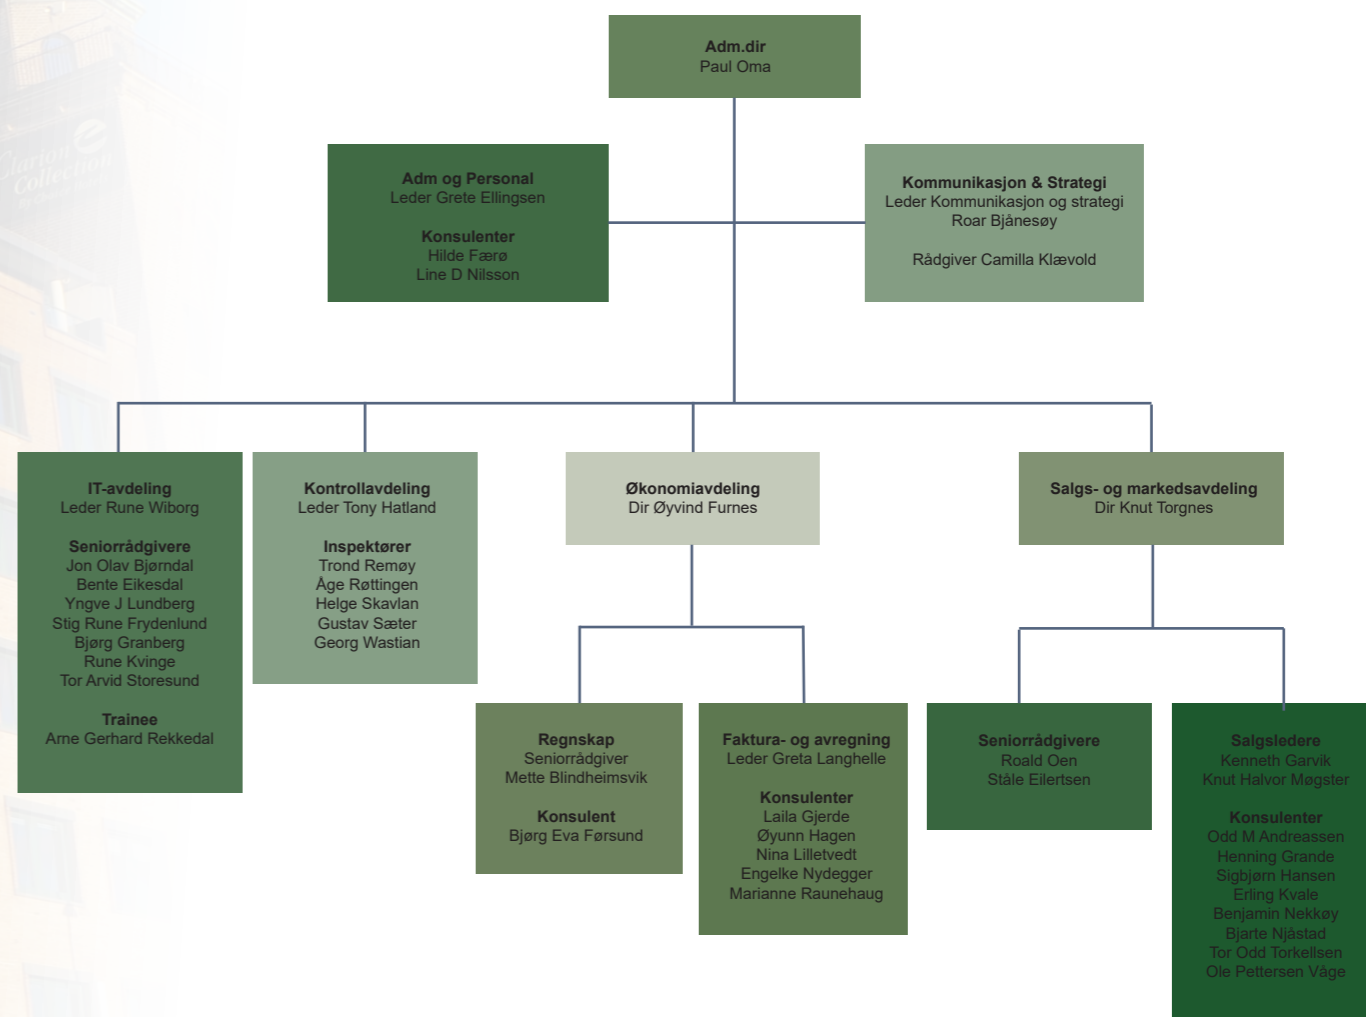 Adm.dir
Paul Oma
Adm og Personal
Leder Grete Ellingsen
Konsulenter
Hilde Færø
Line D Nilsson
Kommunikasjon & Strategi
Leder Kommunikasjon og strategi
Roar Bjånesøy
Rådgiver Camilla Klævold
Clarion
Collection
IT-avdeling
Leder Rune Wiborg
Seniorrådgivere
Jon Olav Bjørndal
Bente Eikesdal
Yngve J Lundberg
Stig Rune Frydenlund
Bjørg Granberg
Rune Kvinge
Tor Arvid Storesund
Trainee
Arne Gerhard Rekkedal
Kontrollavdeling
Leder Tony Hatland
Inspektører
Trond Remøy
Åge Røttingen
Helge Skavlan
Gustav Sæter
Georg Wastian
Økonomiavdeling
Dir Øyvind Furnes
Salgs- og markedsavdeling
Dir Knut Torgnes
Regnskap
Seniorrådgiver
Mette Blindheimsvik
Konsulent
Bjørg Eva Førsund
Faktura- og avregning
Leder Greta Langhelle
Konsulenter
Laila Gjerde
Øyunn Hagen
Nina Lilletvedt
Engelke Nydegger
Marianne Raunehaug
Seniorrådgivere
Roald Oen
Ståle Eilertsen
Salgsledere
Kenneth Garvik
Knut Halvor Møgster
Konsulenter
Odd M Andreassen
Henning Grande
Sigbjørn Hansen
Erling Kvale
Benjamin Nekkøy
Bjarte Njåstad
Tor Odd Torkellsen
Ole Pettersen Våge